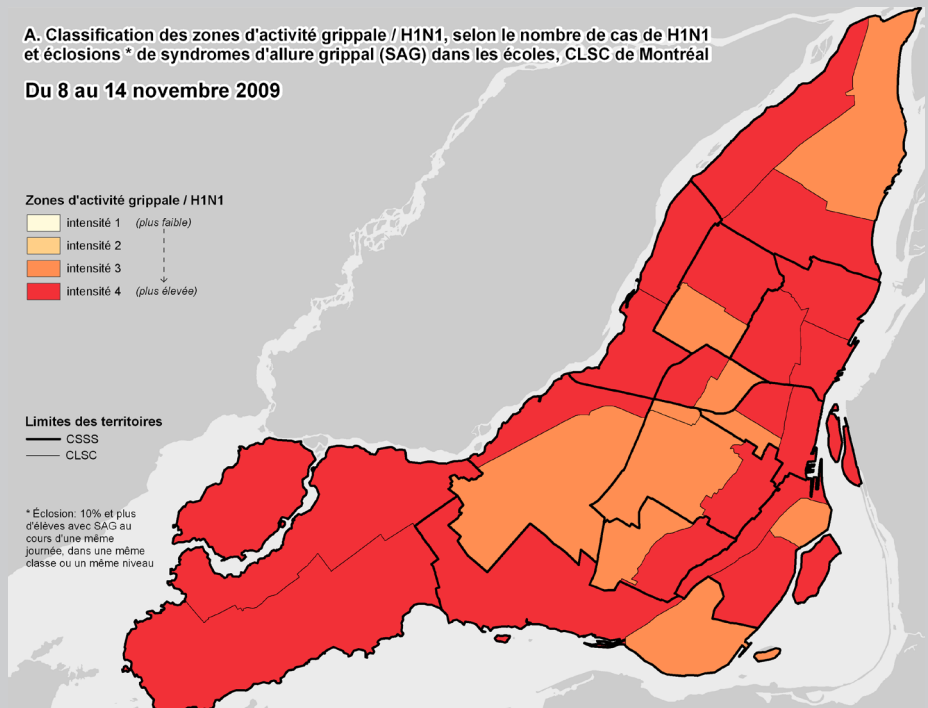 A. Classification des zones d'activité grippale / H1N1, selon le nombre de cas de H1N1
et éclosions * de syndromes d'allure grippal (SAG) dans les écoles, CLSC de Montréal
Du 8 au 14 novembre 2009
Zones d'activité grippale / H1N1
intensité 1 (plus faible)
intensité 2
intensité 3
intensité 4 (plus élevée)
Limites des territoires
CSSS
CLSC
* Éclosion: 10% et plus
d'élèves avec SAG au
cours d'une même
journée, dans une même
classe ou un même niveau